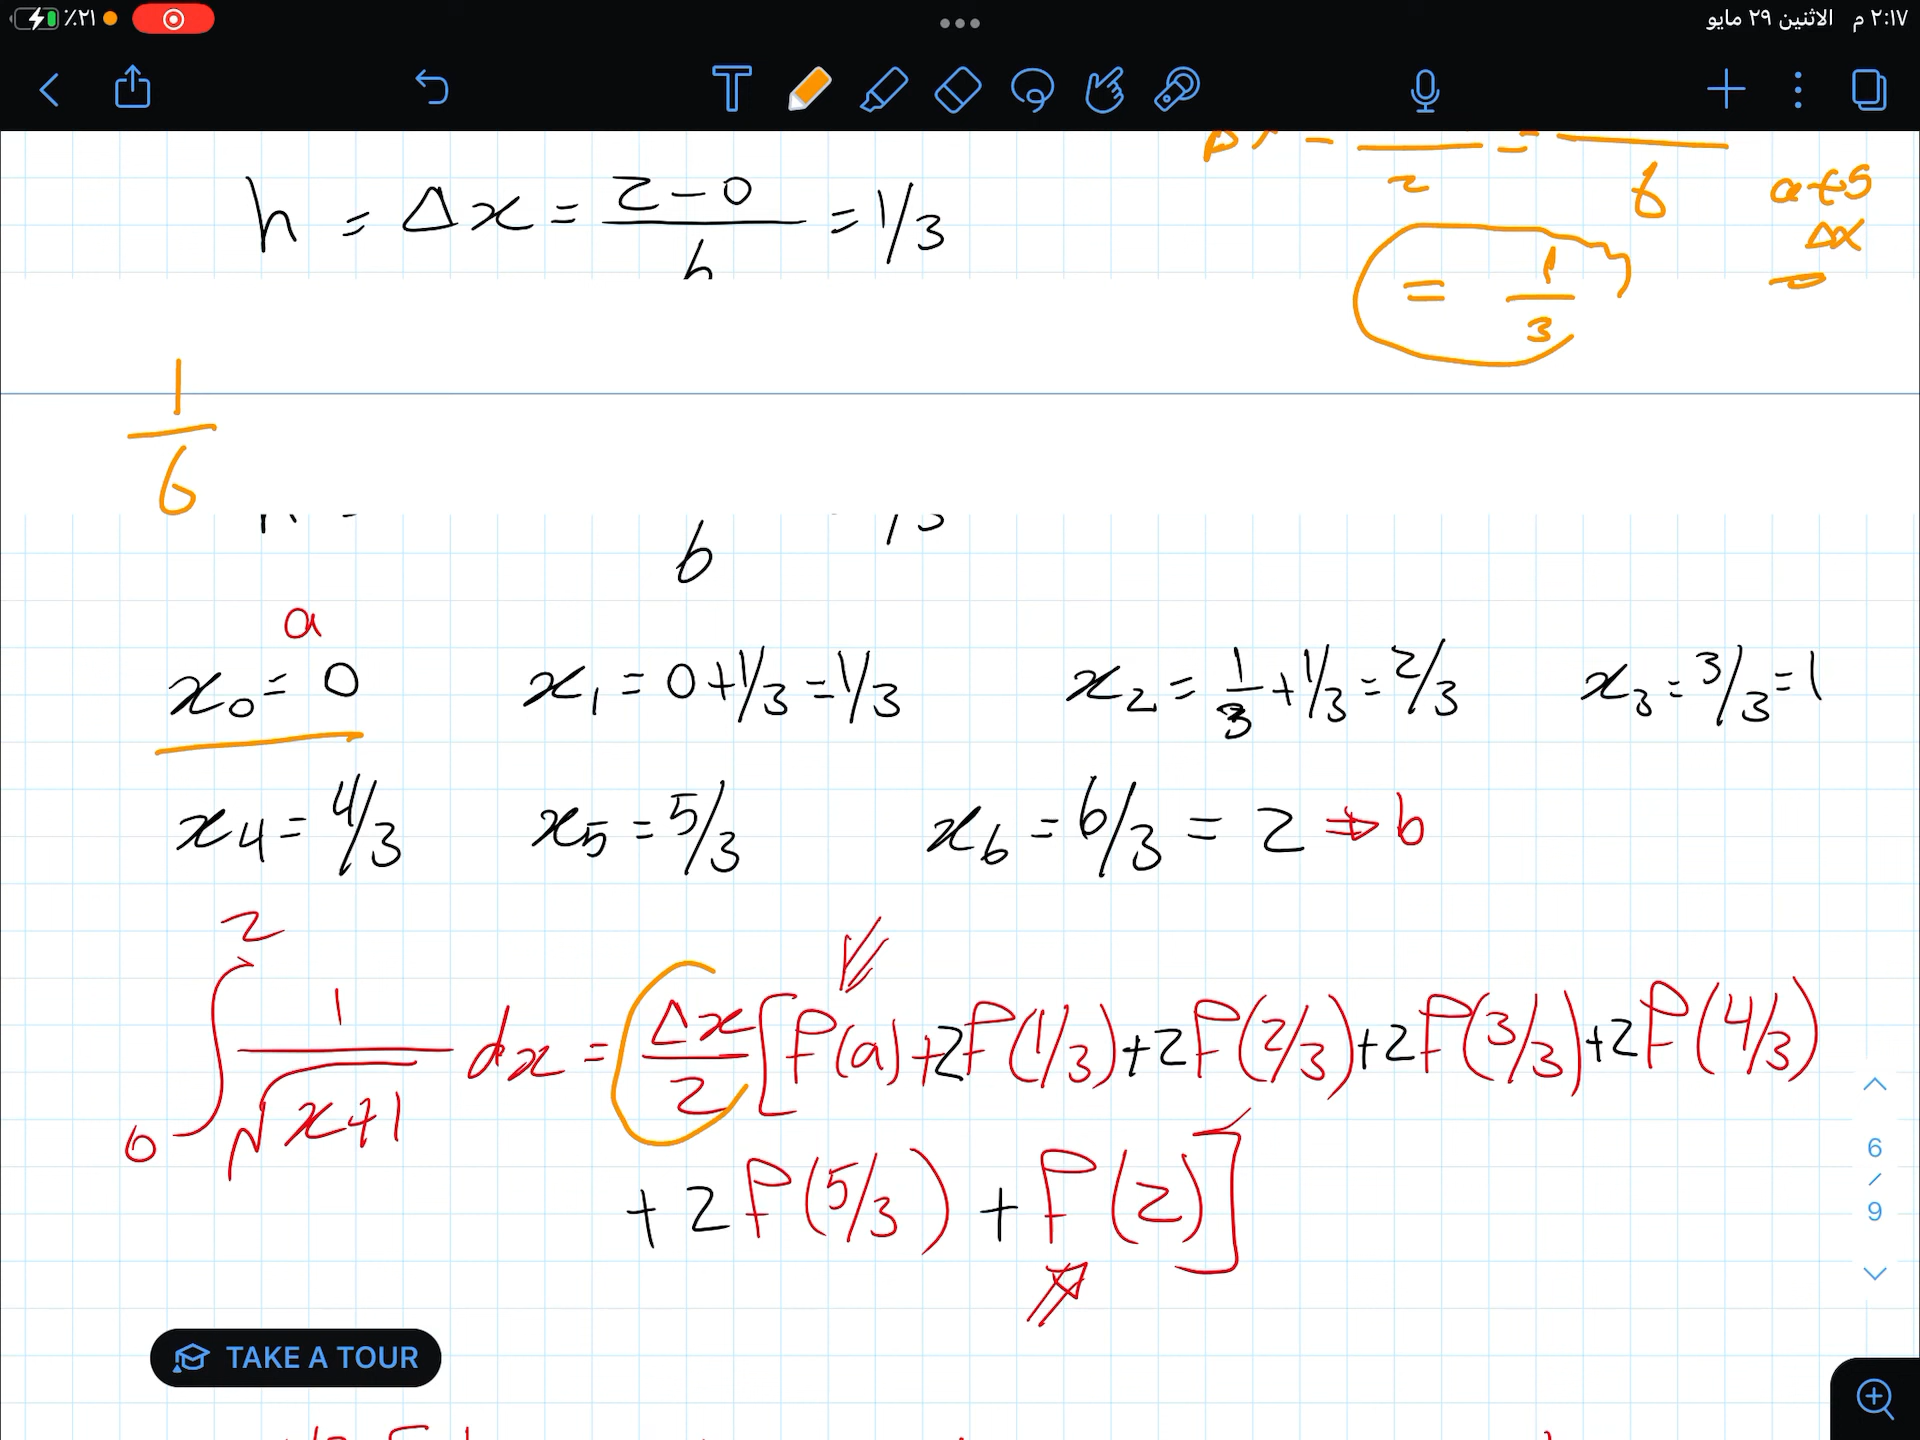 ٪٢١
٢:١٧ م الاثنين ٢٩ مايو
h = Δx = 2-0/6 = 1/3
2 = 6
Δx
= 1/3
1/6
6
a
x₀ = 0 x₁ = 0+1/3 = 1/3 x₂ = 1/3 + 1/3 = 2/3 x₃ = 3/3 = 1
x₄ = 4/3 x₅ = 5/3 x₆ = 6/3 = 2 ⇒ b
∫₀² 1/√(x+1) dx = Δx/2 [f(a) + 2f(1/3) + 2f(2/3) + 2f(3/3) + 2f(4/3)
+ 2f(5/3) + f(2)]
6
/
9
TAKE A TOUR